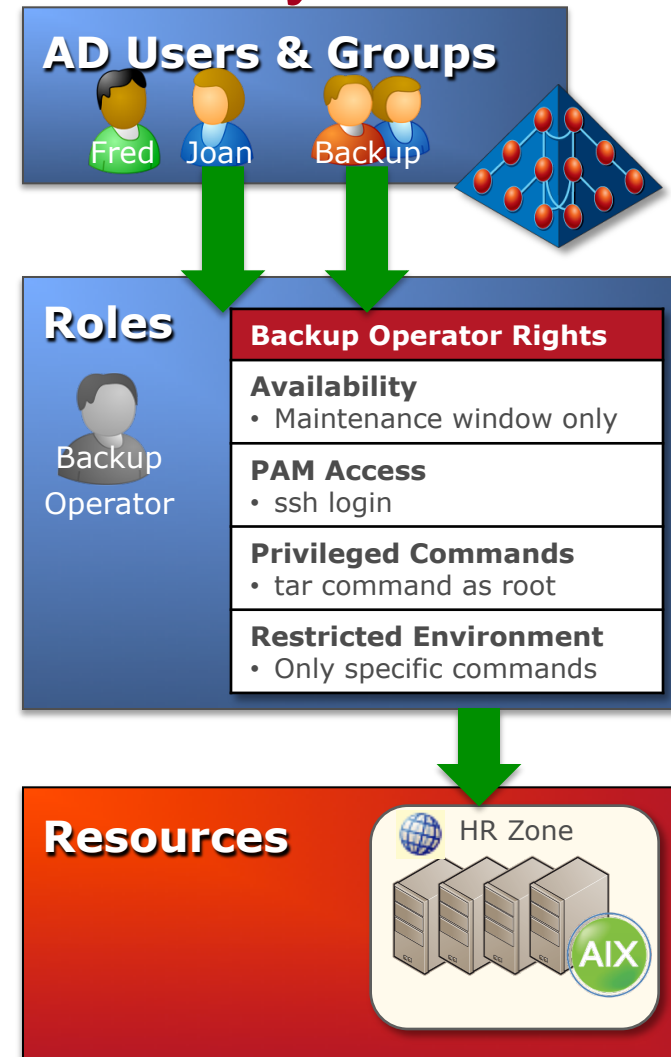 AD Users & Groups
Fred Joan Backup
Roles
Backup
Operator
Backup Operator Rights
Availability
• Maintenance window only
PAM Access
• ssh login
Privileged Commands
• tar command as root
Restricted Environment
• Only specific commands
Resources
HR Zone
AIX